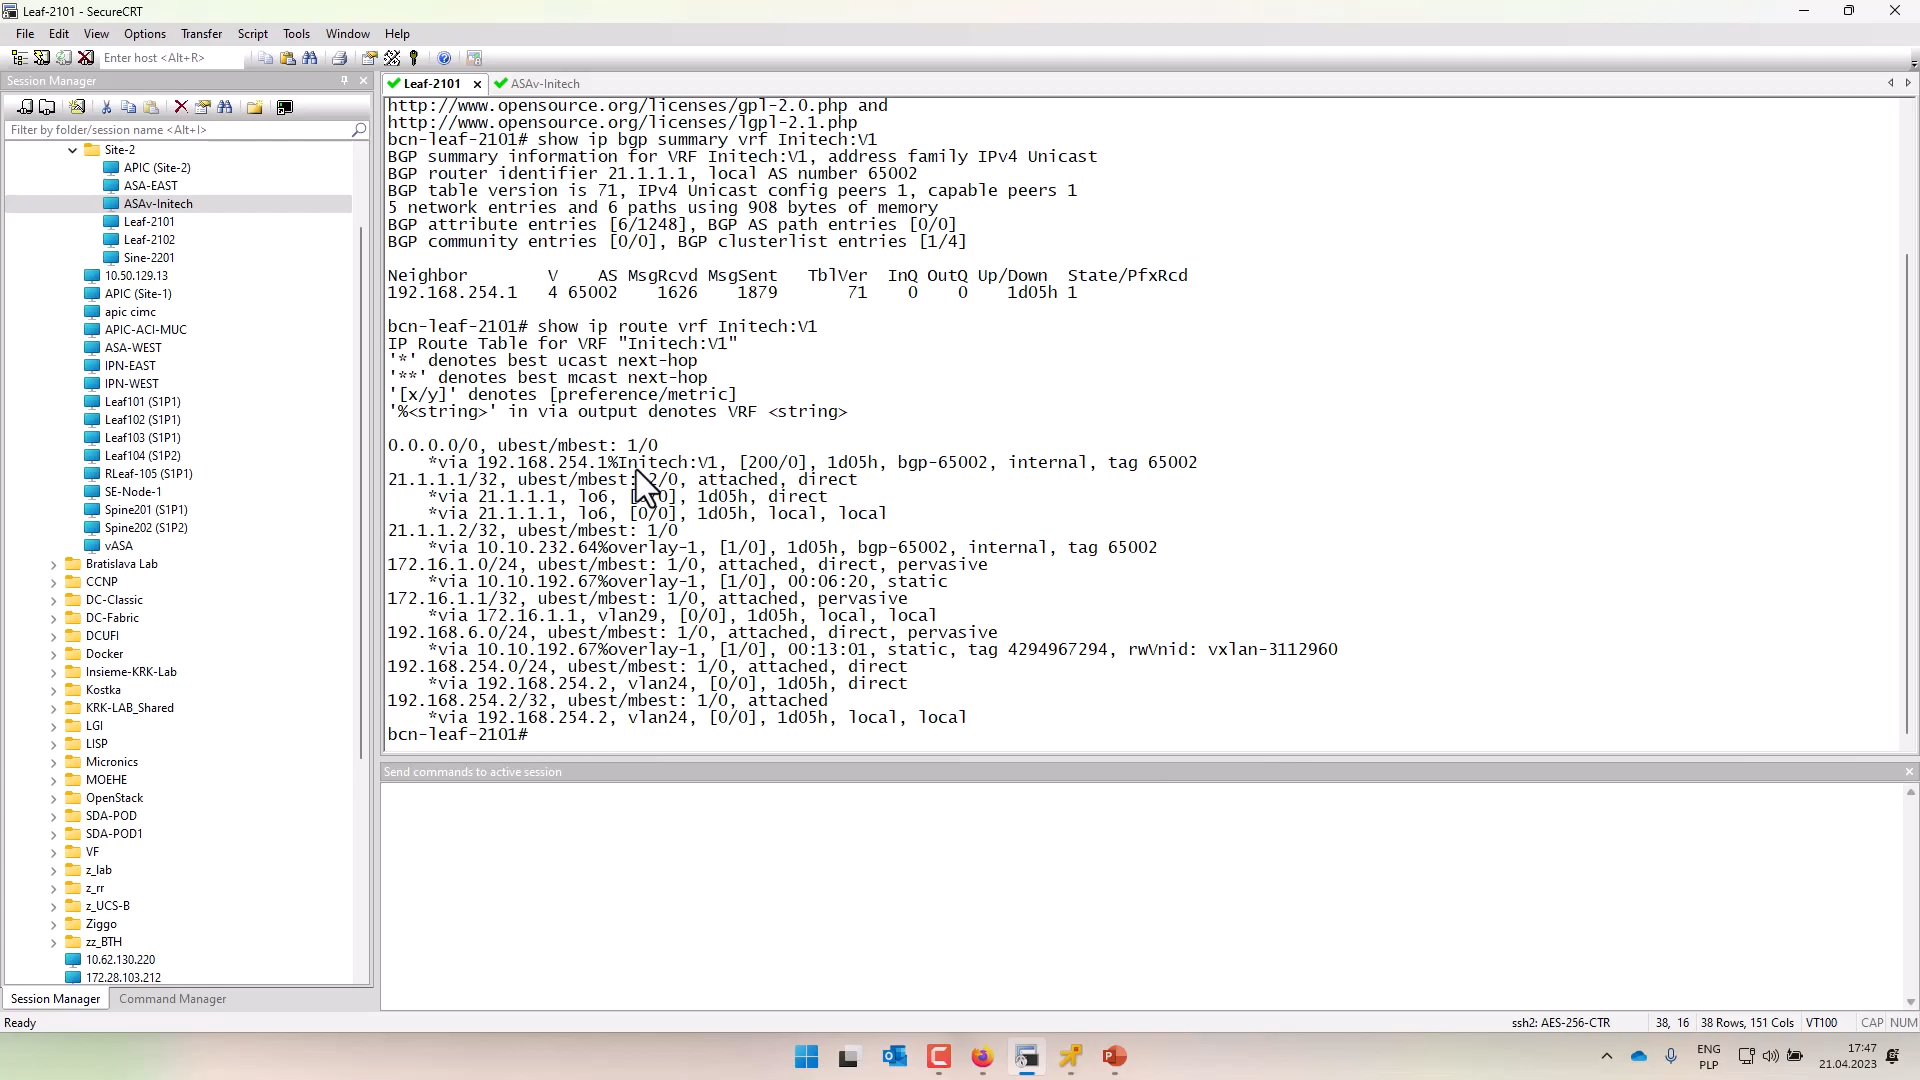 Leaf-2101 - SecureCRT
File Edit View Options Transfer Script Tools Window Help
Enter host <Alt+R>
Session Manager
Filter by folder/session name <Alt+I>
Site-2
APIC (Site-2)
ASA-EAST
ASAv-Initech
Leaf-2101
Leaf-2102
Sine-2201
10.50.129.13
APIC (Site-1)
apic cimc
APIC-ACI-MUC
ASA-WEST
IPN-EAST
IPN-WEST
Leaf101 (S1P1)
Leaf102 (S1P1)
Leaf103 (S1P1)
Leaf104 (S1P2)
RLeaf-105 (S1P1)
SE-Node-1
Spine201 (S1P1)
Spine202 (S1P2)
vASA
Bratislava Lab
CCNP
DC-Classic
DC-Fabric
DCUFI
Docker
Insieme-KRK-Lab
Kostka
KRK-LAB_Shared
LGI
LISP
Micronics
MOEHE
OpenStack
SDA-POD
SDA-POD1
VF
z_lab
z_rr
z_UCS-B
Ziggo
zz_BTH
10.62.130.220
172.28.103.212
Session Manager Command Manager
Leaf-2101 ASAv-Initech
http://www.opensource.org/licenses/gpl-2.0.php and
http://www.opensource.org/licenses/lgpl-2.1.php
bcn-leaf-2101# show ip bgp summary vrf Initech:V1
BGP summary information for VRF Initech:V1, address family IPv4 Unicast
BGP router identifier 21.1.1.1, local AS number 65002
BGP table version is 71, IPv4 Unicast config peers 1, capable peers 1
5 network entries and 6 paths using 908 bytes of memory
BGP attribute entries [6/1248], BGP AS path entries [0/0]
BGP community entries [0/0], BGP clusterlist entries [1/4]
Neighbor V AS MsgRcvd MsgSent TblVer InQ OutQ Up/Down State/PfxRcd
192.168.254.1 4 65002 1626 1879 71 0 0 1d05h 1
bcn-leaf-2101# show ip route vrf Initech:V1
IP Route Table for VRF "Initech:V1"
'*' denotes best ucast next-hop
'**' denotes best mcast next-hop
'[x/y]' denotes [preference/metric]
'%<string>' in via output denotes VRF <string>
0.0.0.0/0, ubest/mbest: 1/0
*via 192.168.254.1%Initech:V1, [200/0], 1d05h, bgp-65002, internal, tag 65002
21.1.1.1/32, ubest/mbest: 2/0, attached, direct
*via 21.1.1.1, lo6, [0/0], 1d05h, direct
*via 21.1.1.1, lo6, [0/0], 1d05h, local, local
21.1.1.2/32, ubest/mbest: 1/0
*via 10.10.232.64%overlay-1, [1/0], 1d05h, bgp-65002, internal, tag 65002
172.16.1.0/24, ubest/mbest: 1/0, attached, direct, pervasive
*via 10.10.192.67%overlay-1, [1/0], 00:06:20, static
172.16.1.1/32, ubest/mbest: 1/0, attached, pervasive
*via 172.16.1.1, vlan29, [0/0], 1d05h, local, local
192.168.6.0/24, ubest/mbest: 1/0, attached, direct, pervasive
*via 10.10.192.67%overlay-1, [1/0], 00:13:01, static, tag 4294967294, rwVnid: vxlan-3112960
192.168.254.0/24, ubest/mbest: 1/0, attached, direct
*via 192.168.254.2, vlan24, [0/0], 1d05h, direct
192.168.254.2/32, ubest/mbest: 1/0, attached
*via 192.168.254.2, vlan24, [0/0], 1d05h, local, local
bcn-leaf-2101#
Send commands to active session
Ready ssh2: AES-256-CTR 38, 16 38 Rows, 151 Cols VT100 CAP NUM
ENG
PLP
17:47
21.04.2023